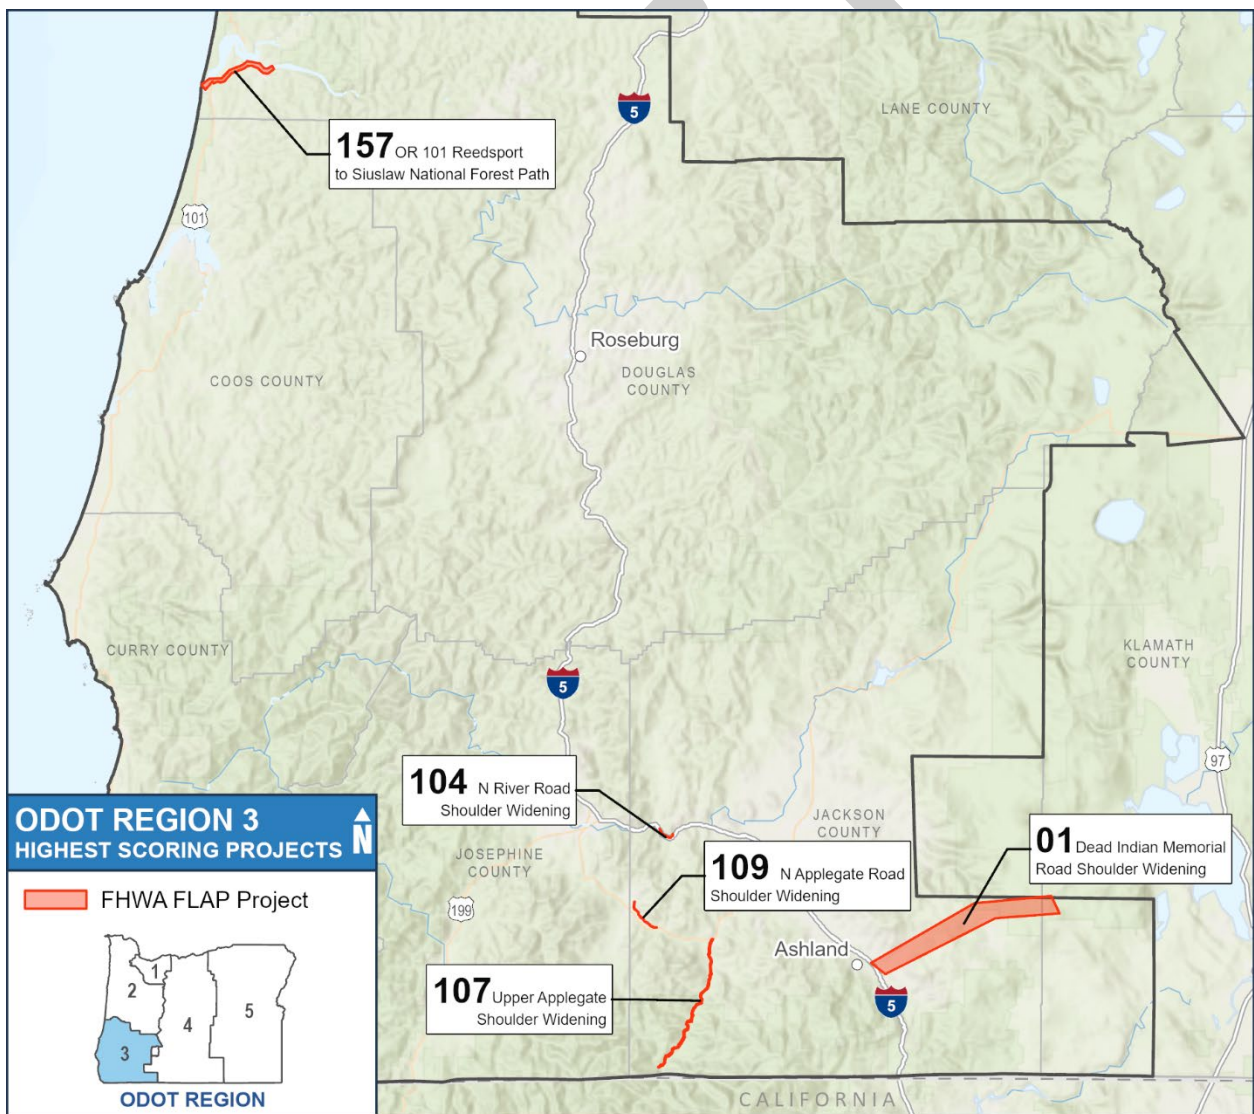 5
LANE COUNTY
157 OR 101 Reedsport
to Siuslaw National Forest Path
101
Roseburg
DOUGLAS
COUNTY
COOS COUNTY
CURRY COUNTY
KLAMATH
COUNTY
5
97
104 N River Road
Shoulder Widening
JACKSON
COUNTY
01 Dead Indian Memorial
Road Shoulder Widening
JOSEPHINE
COUNTY
109 N Applegate Road
Shoulder Widening
199
Ashland
107 Upper Applegate
Shoulder Widening
5
CALIFORNIA
ODOT REGION 3
HIGHEST SCORING PROJECTS N
FHWA FLAP Project
1
2
3
4
5
ODOT REGION